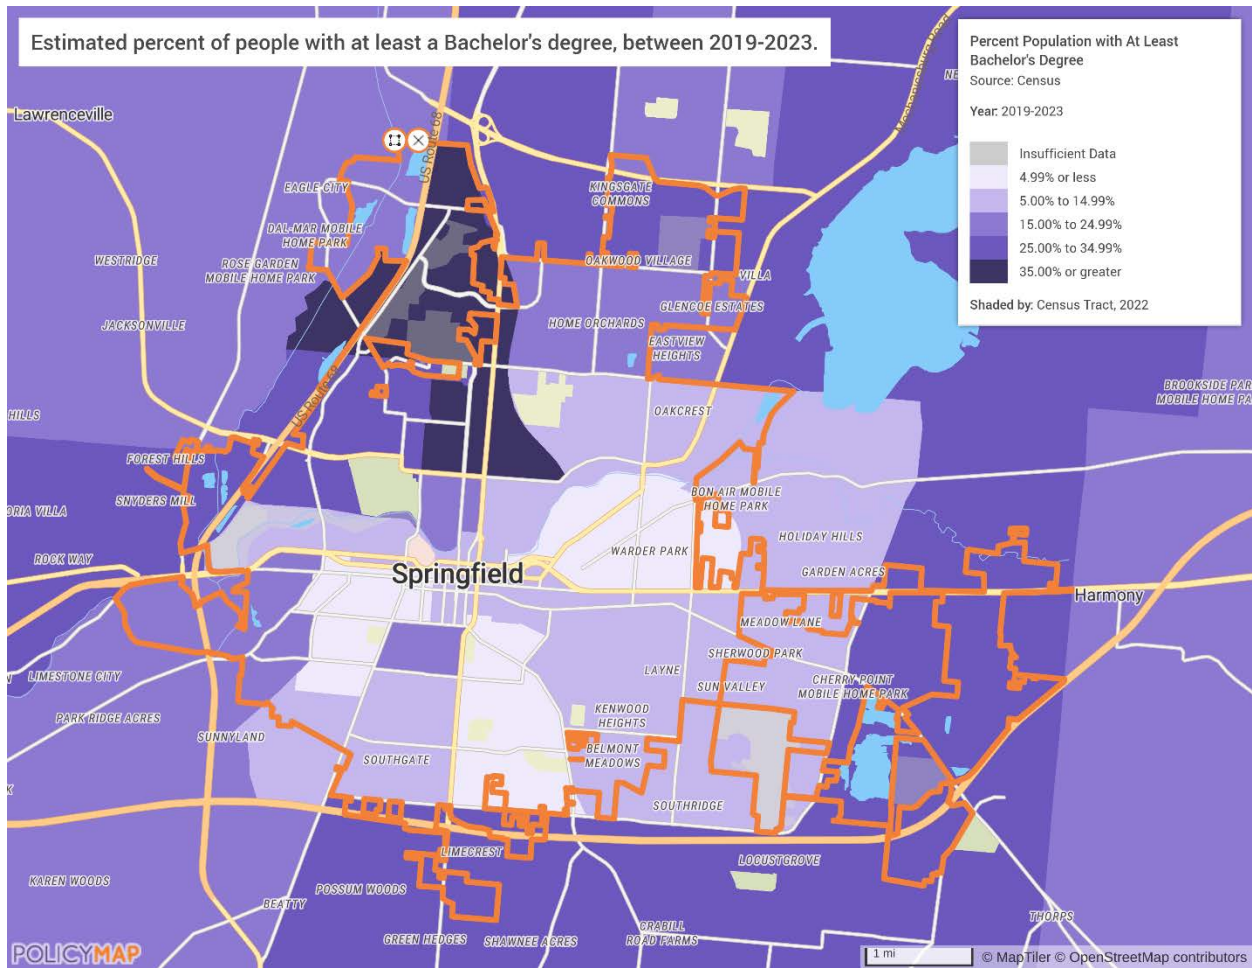 Estimated percent of people with at least a Bachelor's degree, between 2019-2023.
Percent Population with At Least
Bachelor's Degree
Source: Census
Year: 2019-2023
Insufficient Data
4.99% or less
5.00% to 14.99%
15.00% to 24.99%
25.00% to 34.99%
35.00% or greater
Shaded by: Census Tract, 2022
Lawrenceville
US Route 68
Mechanicsburg Road
NE
EAGLE CITY
KINGSGATE
COMMONS
DAL-MAR MOBILE
HOME PARK
WESTRIDGE
ROSE GARDEN
MOBILE HOME PARK
OAKWOOD VILLAGE
VILLA
GLENCOE ESTATES
JACKSONVILLE
HOME ORCHARDS
EASTVIEW
HEIGHTS
US Route 68
BROOKSIDE PAR
MOBILE HOME PA
HILLS
OAKCREST
FOREST HILLS
SNYDERS MILL
BON AIR MOBILE
HOME PARK
ORIA VILLA
HOLIDAY HILLS
WARDER PARK
ROCK WAY
Springfield
GARDEN ACRES
Harmony
MEADOW LANE
SHERWOOD PARK
LAYNE
N
LIMESTONE CITY
SUN VALLEY
CHERRY POINT
MOBILE HOME PARK
PARK RIDGE ACRES
KENWOOD
HEIGHTS
SUNNYLAND
BELMONT
MEADOWS
SOUTHGATE
K
SOUTHRIDGE
LIMECREST
LOCUSTGROVE
KAREN WOODS
POSSUM WOODS
BEATTY
THORPS
CRABILL
ROAD FARMS
GREEN HEDGES
SHAWNEE ACRES
POLICYMAP
1 mi
© MapTiler © OpenStreetMap contributors